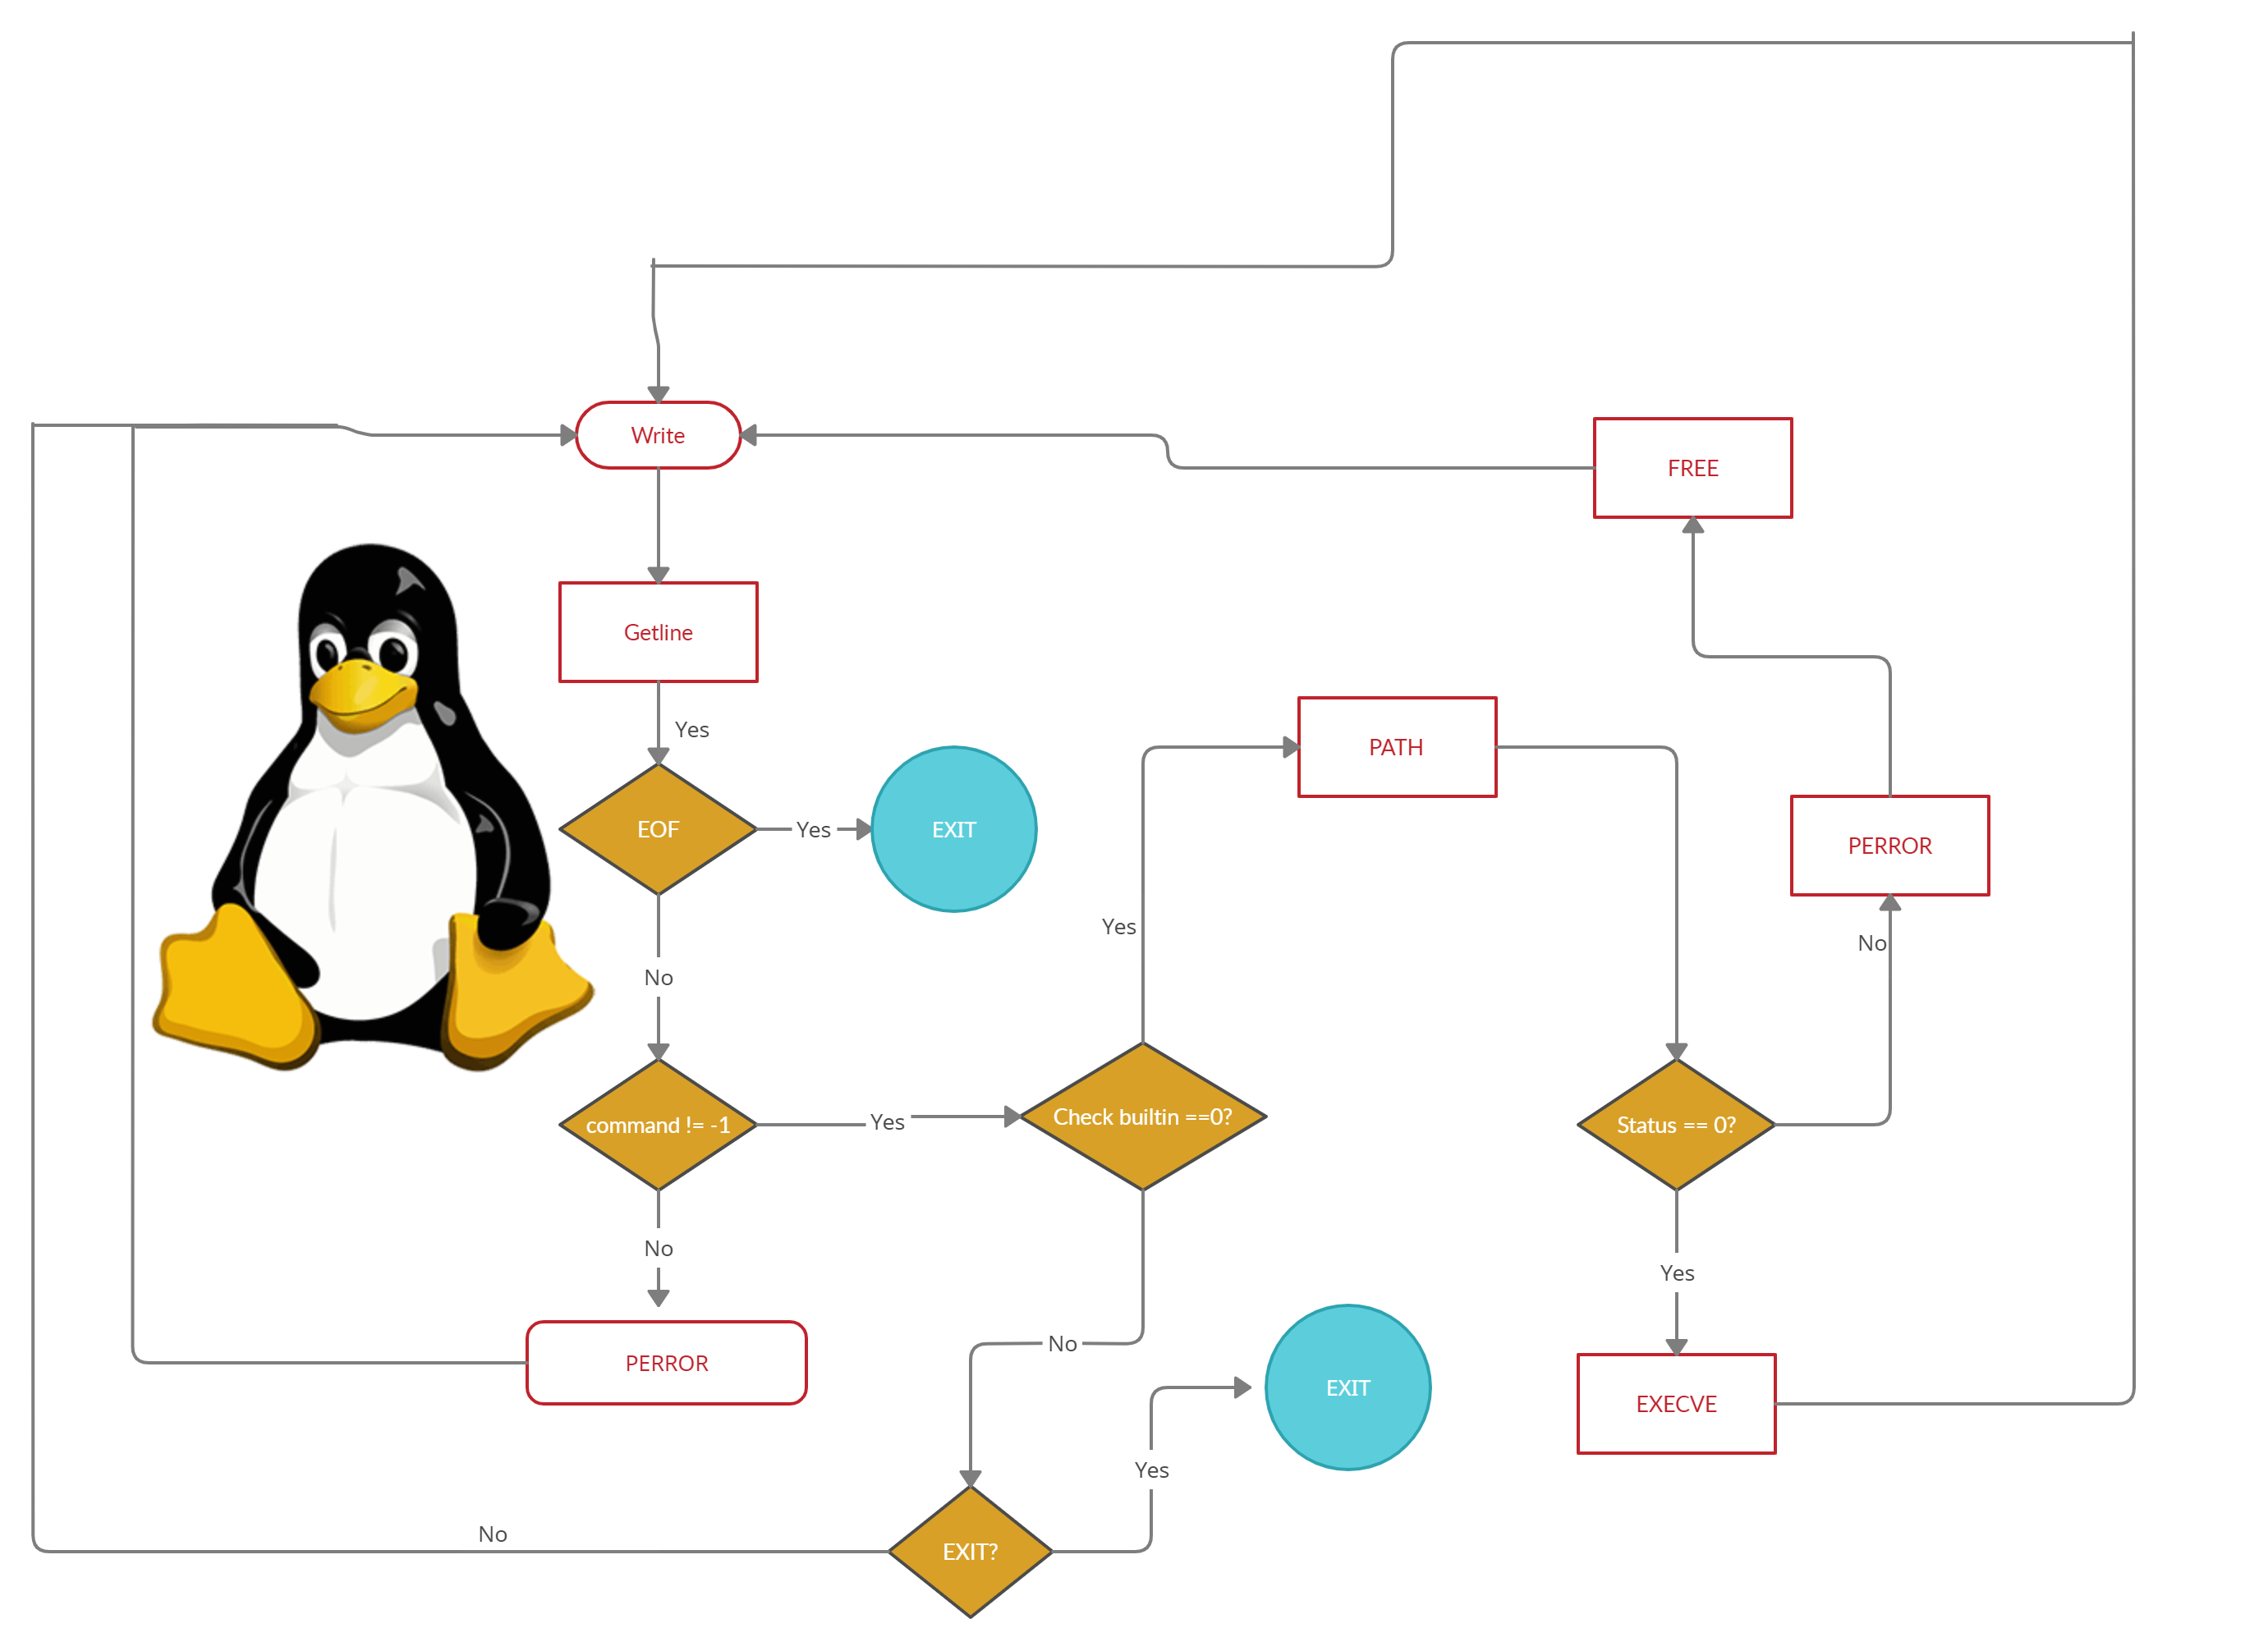 Write
FREE
Getline
Yes
PATH
EOF
Yes
EXIT
PERROR
Yes
No
No
command != -1
Yes
Check builtin ==0?
Status == 0?
No
Yes
No
PERROR
EXIT
EXECVE
Yes
No
EXIT?